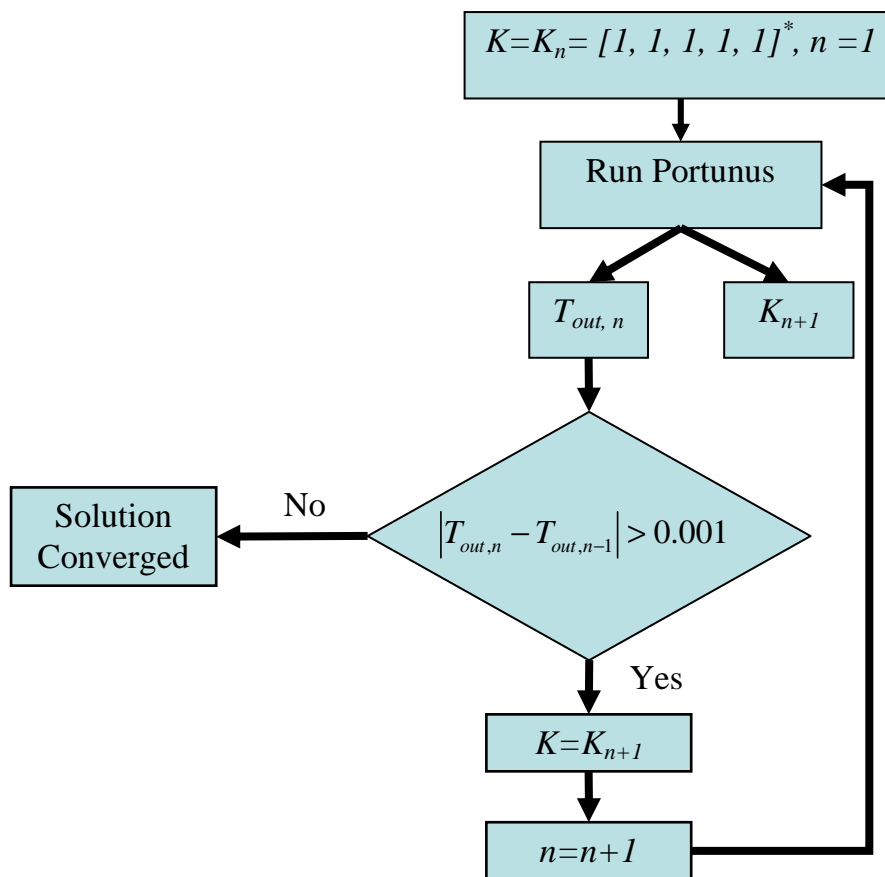 K=Kn= [1, 1, 1, 1, 1]*, n =1
Run Portunus
Tout, n
Kn+1
|Tout,n − Tout,n−1| > 0.001
No
Solution
Converged
Yes
K=Kn+1
n=n+1